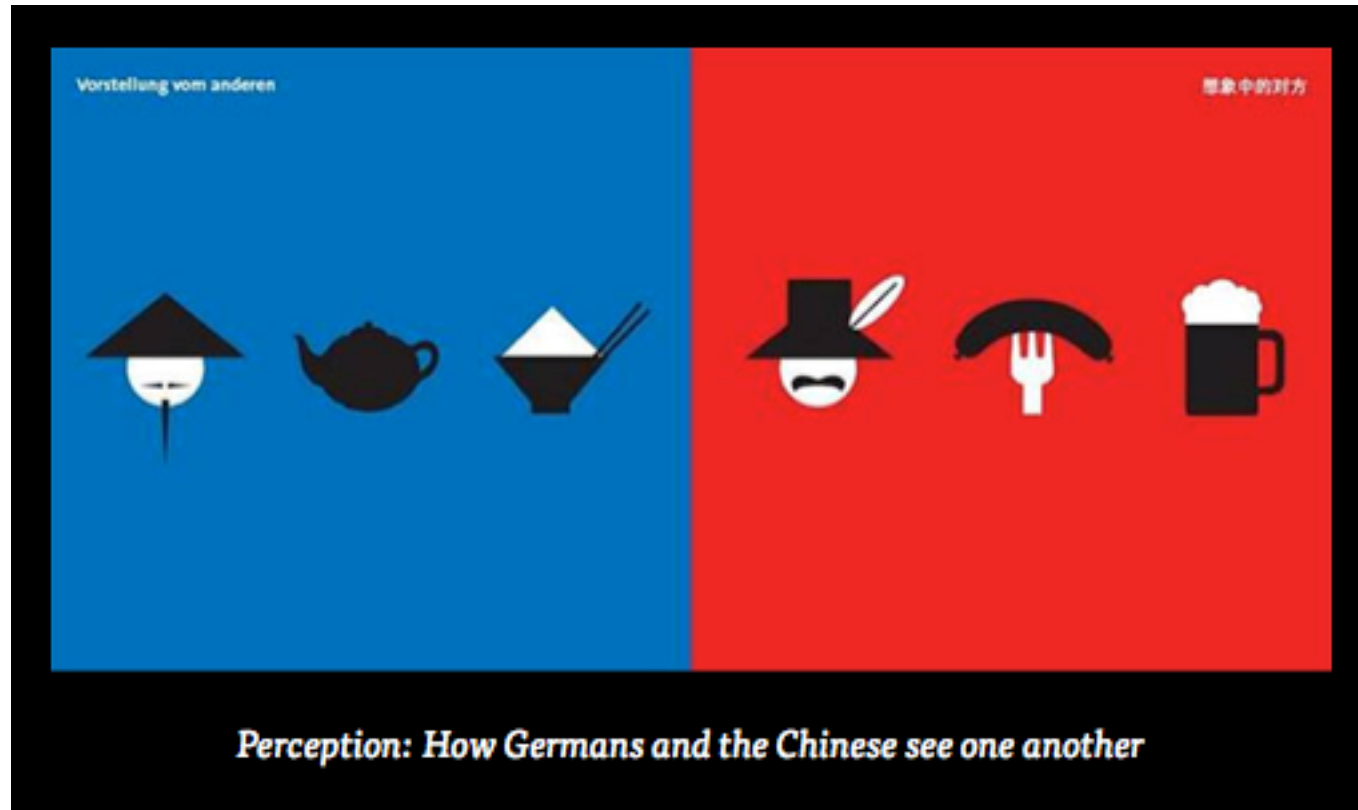 Vorstellung vom anderen
想象中的对方
Perception: How Germans and the Chinese see one another